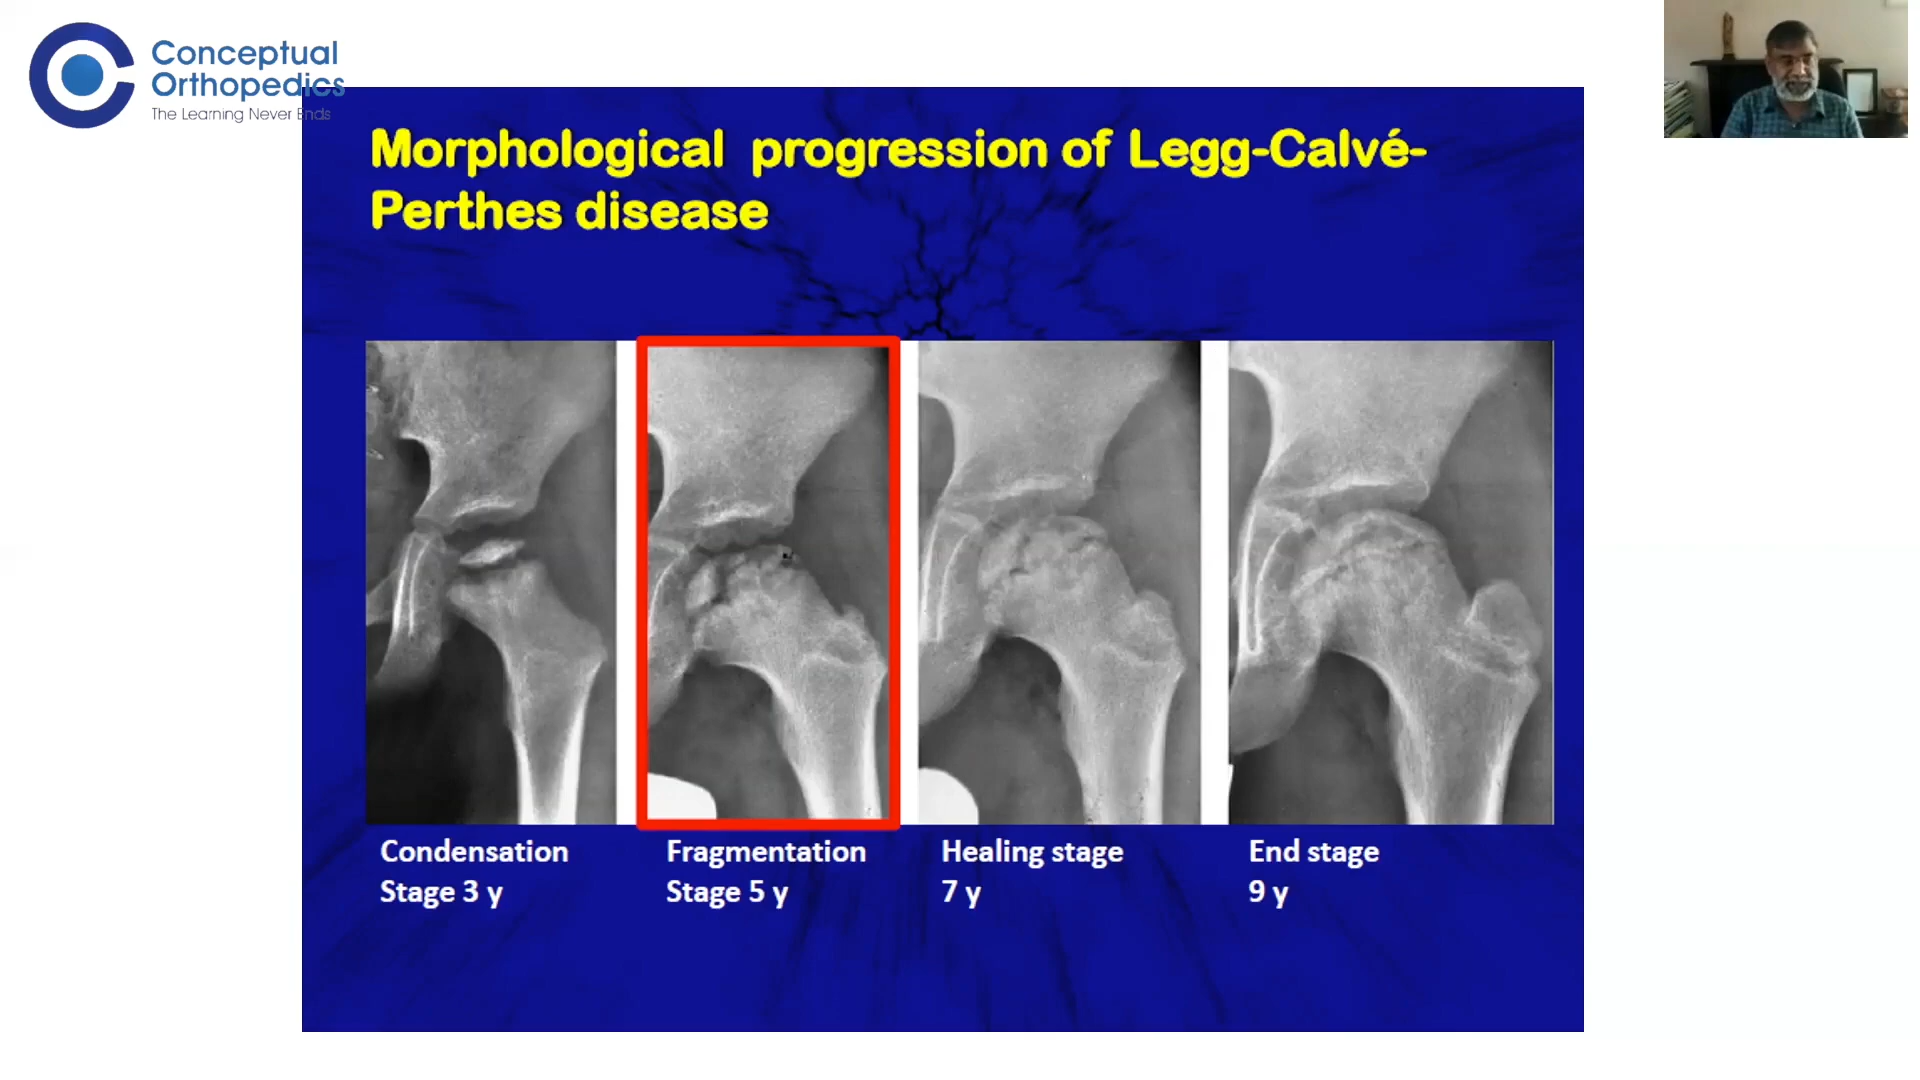 Conceptual
Orthopedics
The Learning Never Ends
Morphological progression of Legg-Calvé-
Perthes disease
Condensation
Stage 3 y
Fragmentation
Stage 5 y
Healing stage
7 y
End stage
9 y